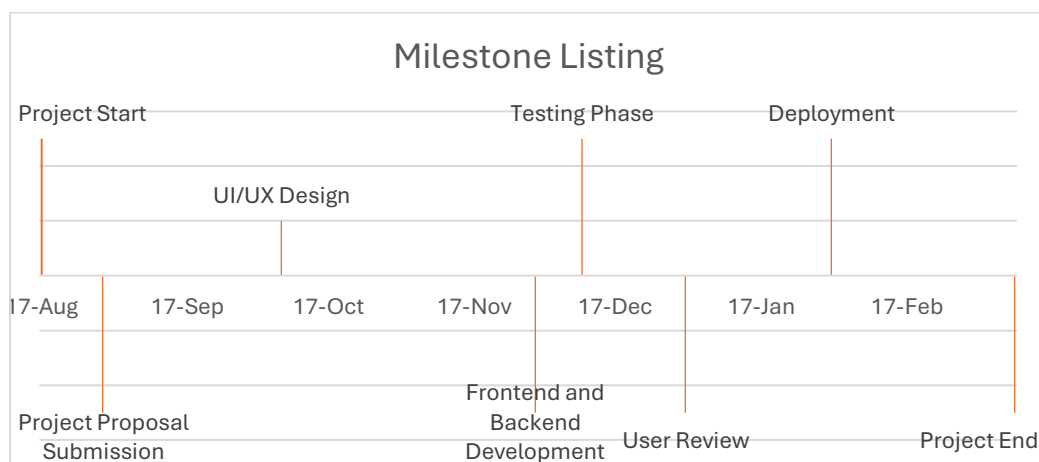 Milestone Listing
Project Start
Testing Phase
Deployment
UI/UX Design
17-Aug
17-Sep
17-Oct
17-Nov
17-Dec
17-Jan
17-Feb
Project Proposal
Submission
Frontend and
Backend
Development
User Review
Project End